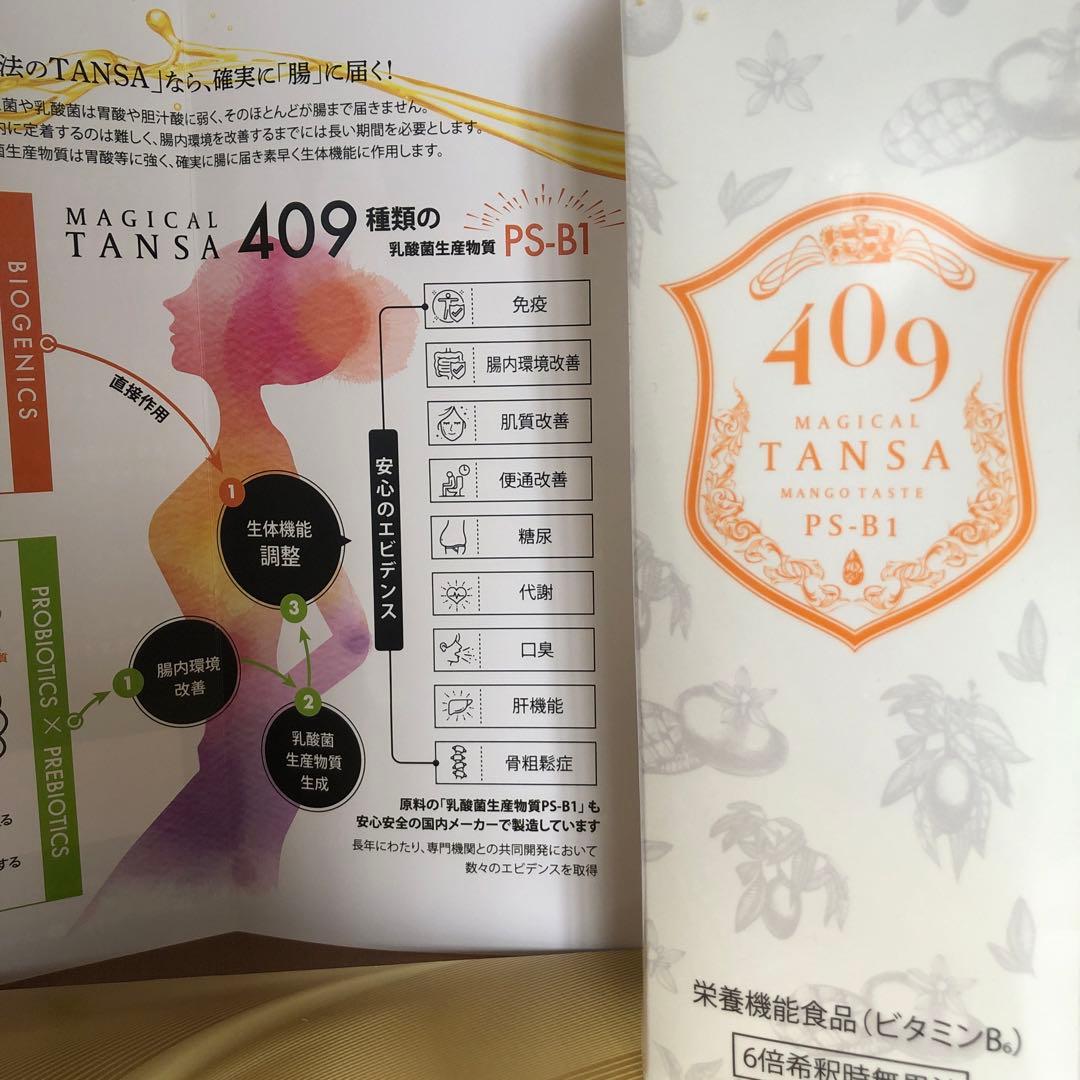 法のTANSA」なら、確実に「腸」に届く!
菌や乳酸菌は胃酸や胆汁酸に弱く、そのほとんどが腸まで届きません。
内に定着するのは難しく、腸内環境を改善するまでには長い期間を必要とします。
菌生産物質は胃酸等に強く、確実に腸に届き素早く生体機能に作用します。
MAGICAL
TANSA
409種類の
乳酸菌生産物質 PS-B1
BIOGENICS
直接作用
1
生体機能
調整
3
PROBIOTICS × PREBIOTICS
1
腸内環境
改善
2
乳酸菌
生産物質
生成
安心のエビデンス
免疫
腸内環境改善
肌質改善
便通改善
糖尿
代謝
口臭
肝機能
骨粗鬆症
原料の「乳酸菌生産物質PS-B1」も
安心安全の国内メーカーで製造しています
長年にわたり、専門機関との共同開発において
数々のエビデンスを取得
質
る
する
409
MAGICAL
TANSA
MANGO TASTE
PS-B1
栄養機能食品(ビタミンB₆)
6倍希釈時無果